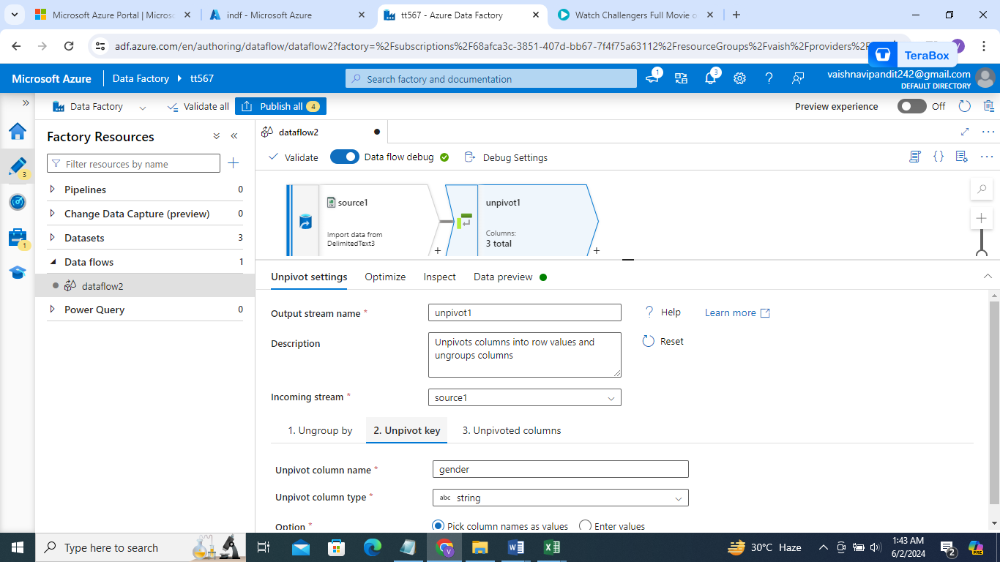 Microsoft Azure Portal | Microso
indf - Microsoft Azure
tt567 - Azure Data Factory
Watch Challengers Full Movie o
adf.azure.com/en/authoring/dataflow/dataflow2?factory=%2Fsubscriptions%2F68afca3c-3851-407d-bb67-7f4f75a63112%2FresourceGroups%2Fvaish%2Fproviders%2F
V
TeraBox
Microsoft Azure
Data Factory
tt567
Search factory and documentation
1
3
vaishnavipandit242@gmail.com
DEFAULT DIRECTORY
Data Factory
Validate all
Publish all 4
Preview experience
Off
Factory Resources
dataflow2
Filter resources by name
Validate
Data flow debug
Debug Settings
3
Pipelines 0
Change Data Capture (preview) 0
Datasets 3
1
Data flows 1
dataflow2
Power Query 0
source1
Import data from
DelimitedText3
unpivot1
Columns:
3 total
Unpivot settings
Optimize
Inspect
Data preview
Output stream name *
unpivot1
Help
Learn more
Description
Unpivots columns into row values and
ungroups columns
Reset
Incoming stream *
source1
1. Ungroup by
2. Unpivot key
3. Unpivoted columns
Unpivot column name *
gender
Unpivot column type *
abc string
Option *
Pick column names as values
Enter values
Type here to search
V
30°C Haze
1:43 AM
6/2/2024
2
PRE